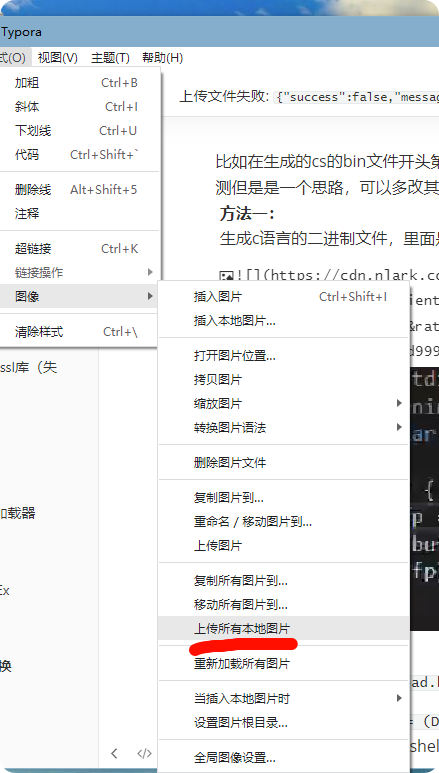 Typora
式(O) 视图(V) 主题(T) 帮助(H)
加粗 Ctrl+B
斜体 Ctrl+I
下划线 Ctrl+U
代码 Ctrl+Shift+`
删除线 Alt+Shift+5
注释
超链接 Ctrl+K
链接操作
图像
清除样式 Ctrl+\
上传文件失败: {"success":false,"messag
比如在生成的cs的bin文件开头第
测但是是一个思路，可以多改其
方法一：
生成c语言的二进制文件，里面是
![](https://cdn.nlark.co
插入图片 Ctrl+Shift+I
插入本地图片...
打开图片位置...
拷贝图片
缩放图片
转换图片语法
删除图片文件
复制图片到...
重命名 / 移动图片到...
上传图片
复制所有图片到...
移动所有图片到...
上传所有本地图片
重新加载所有图片
当插入本地图片时
设置图片根目录...
全局图像设置...
ient
&rat
d999
tdi
nin
ar
{
p =
bu
fp
ad.h
= (D
shel
ssl库（失
加载器
Ex
换